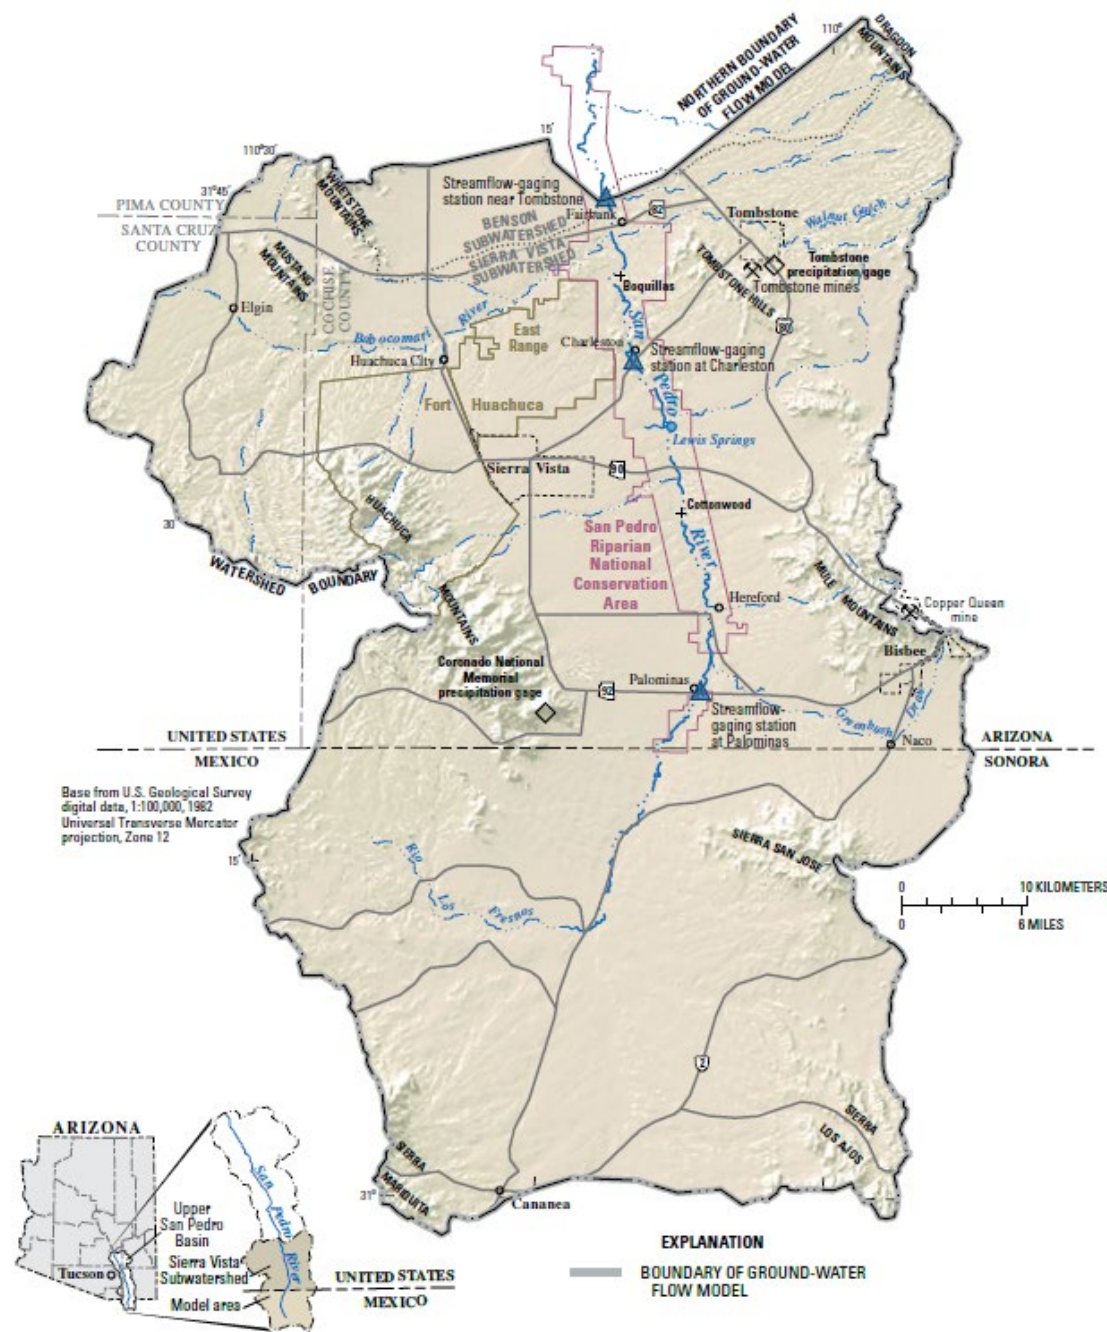 NORTHERN BOUNDARY
OF GROUND-WATER
FLOW MODEL
110°
DRAGOON
MOUNTAINS
15´
110°30´
31°45´
WHETSTONE
MOUNTAINS
Streamflow-gaging
station near Tombstone
Fairbank
82
PIMA COUNTY
SANTA CRUZ
COUNTY
BENSON
SUBWATERSHED
SIERRA VISTA
SUBWATERSHED
Tombstone
Walnut Gulch
MUSTANG
MOUNTAINS
COCHISE
COUNTY
TOMBSTONE HILLS
Tombstone
precipitation gage
Tombstone mines
Boquillas
Elgin
Babocomari River
East
Range
80
Huachuca City
Charleston
Streamflow-gaging
station at Charleston
San Pedro River
Fort Huachuca
Lewis Springs
Sierra Vista
90
Cottonwood
30
HUACHUCA
MOUNTAINS
San Pedro
Riparian
National
Conservation
Area
WATERSHED BOUNDARY
MULE MOUNTAINS
Hereford
Copper Queen
mine
Bisbee
Coronado National
Memorial
precipitation gage
92
Palominas
Streamflow-
gaging station
at Palominas
Greenbush Draw
Naco
UNITED STATES
MEXICO
ARIZONA
SONORA
Base from U.S. Geological Survey
digital data, 1:100,000, 1982
Universal Transverse Mercator
projection, Zone 12
SIERRA SAN JOSE
15´
Rio Los Fresnos
0 10 KILOMETERS
0 6 MILES
2
SIERRA
LOS AJOS
SIERRA
MARIQUITA
31°
Cananea
ARIZONA
Upper
San Pedro
Basin
Tucson
San Pedro River
Sierra Vista
Subwatershed
Model area
UNITED STATES
MEXICO
EXPLANATION
BOUNDARY OF GROUND-WATER
FLOW MODEL